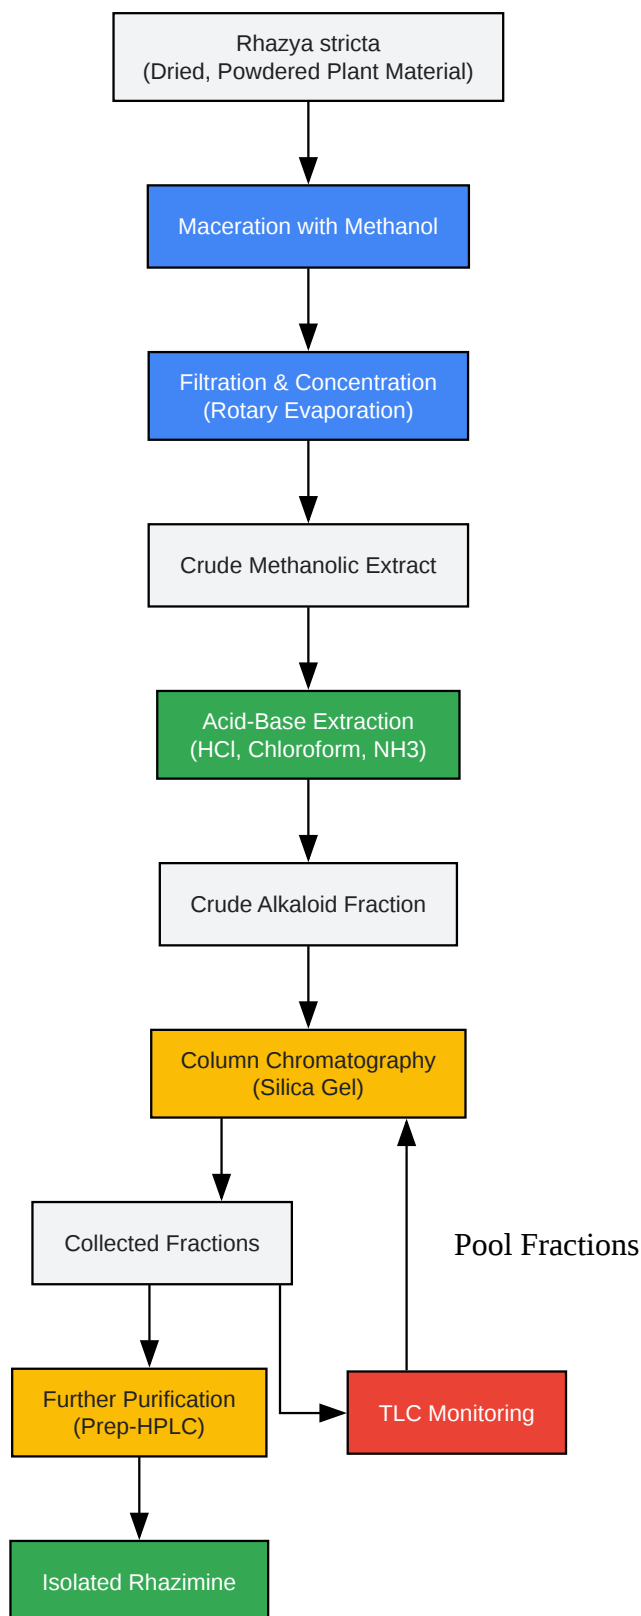 Rhazya stricta
(Dried, Powdered Plant Material)
Maceration with Methanol
Filtration & Concentration
(Rotary Evaporation)
Crude Methanolic Extract
Acid-Base Extraction
(HCl, Chloroform, NH3)
Crude Alkaloid Fraction
Column Chromatography
(Silica Gel)
Collected Fractions
Pool Fractions
Further Purification
(Prep-HPLC)
TLC Monitoring
Isolated Rhazimine